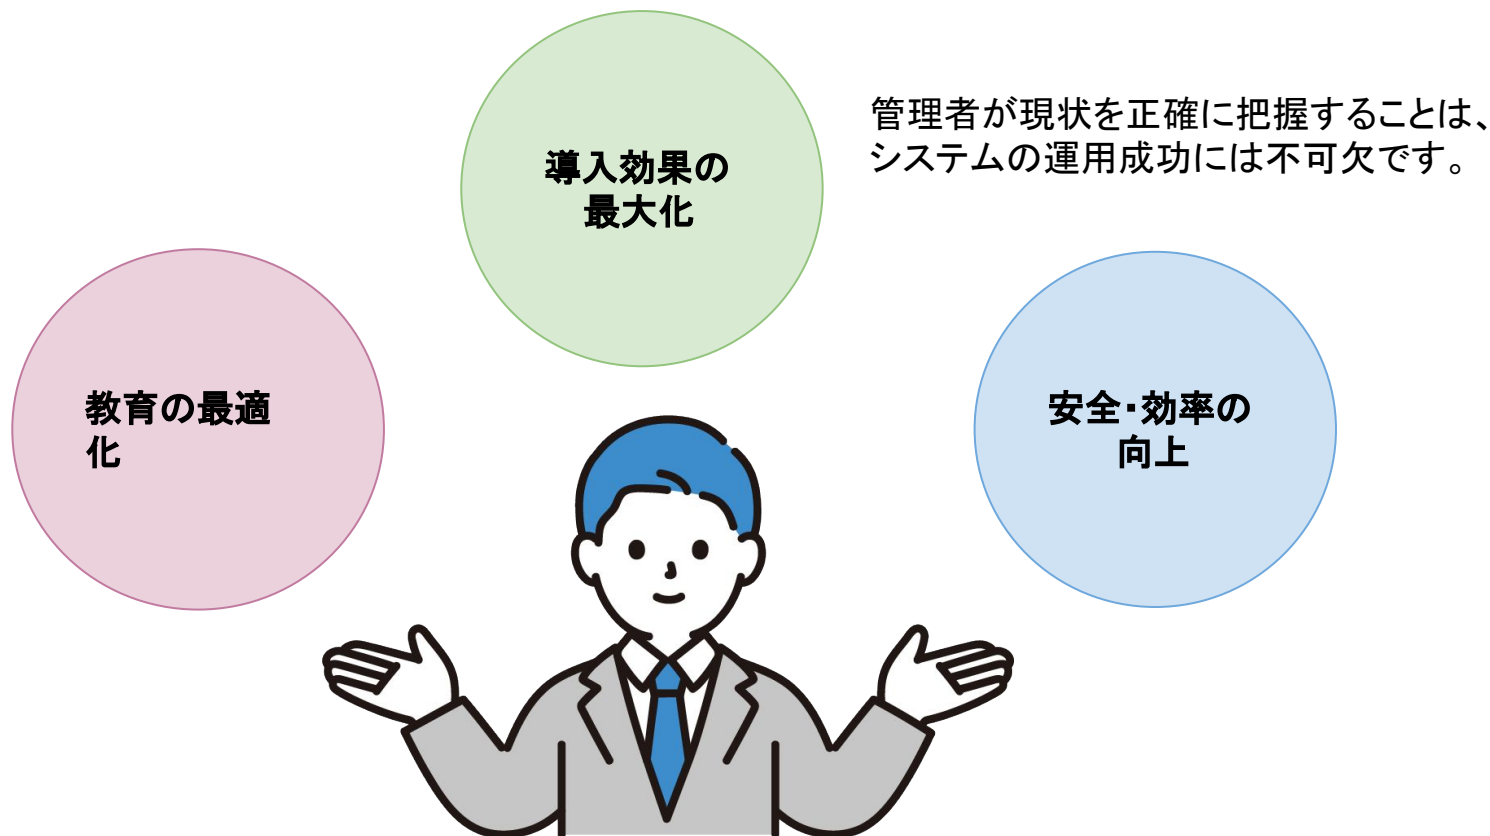 導入効果の
最大化
管理者が現状を正確に把握することは、
システムの運用成功には不可欠です。
教育の最適
化
安全・効率の
向上